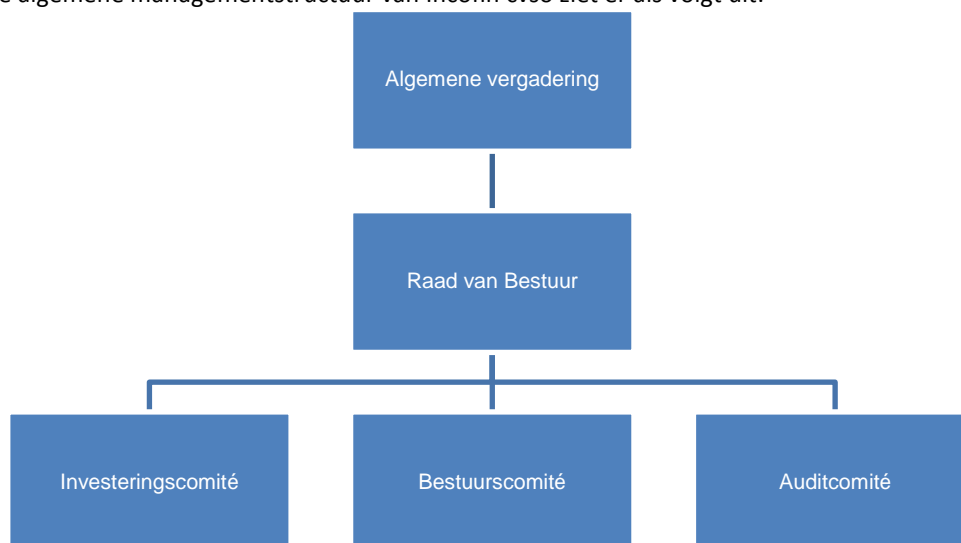 algemene managementstructuur van Incofin cvso ziet er als volgt uit:
Algemene vergadering
Raad van Bestuur
Investeringscomité
Bestuurscomité
Auditcomité